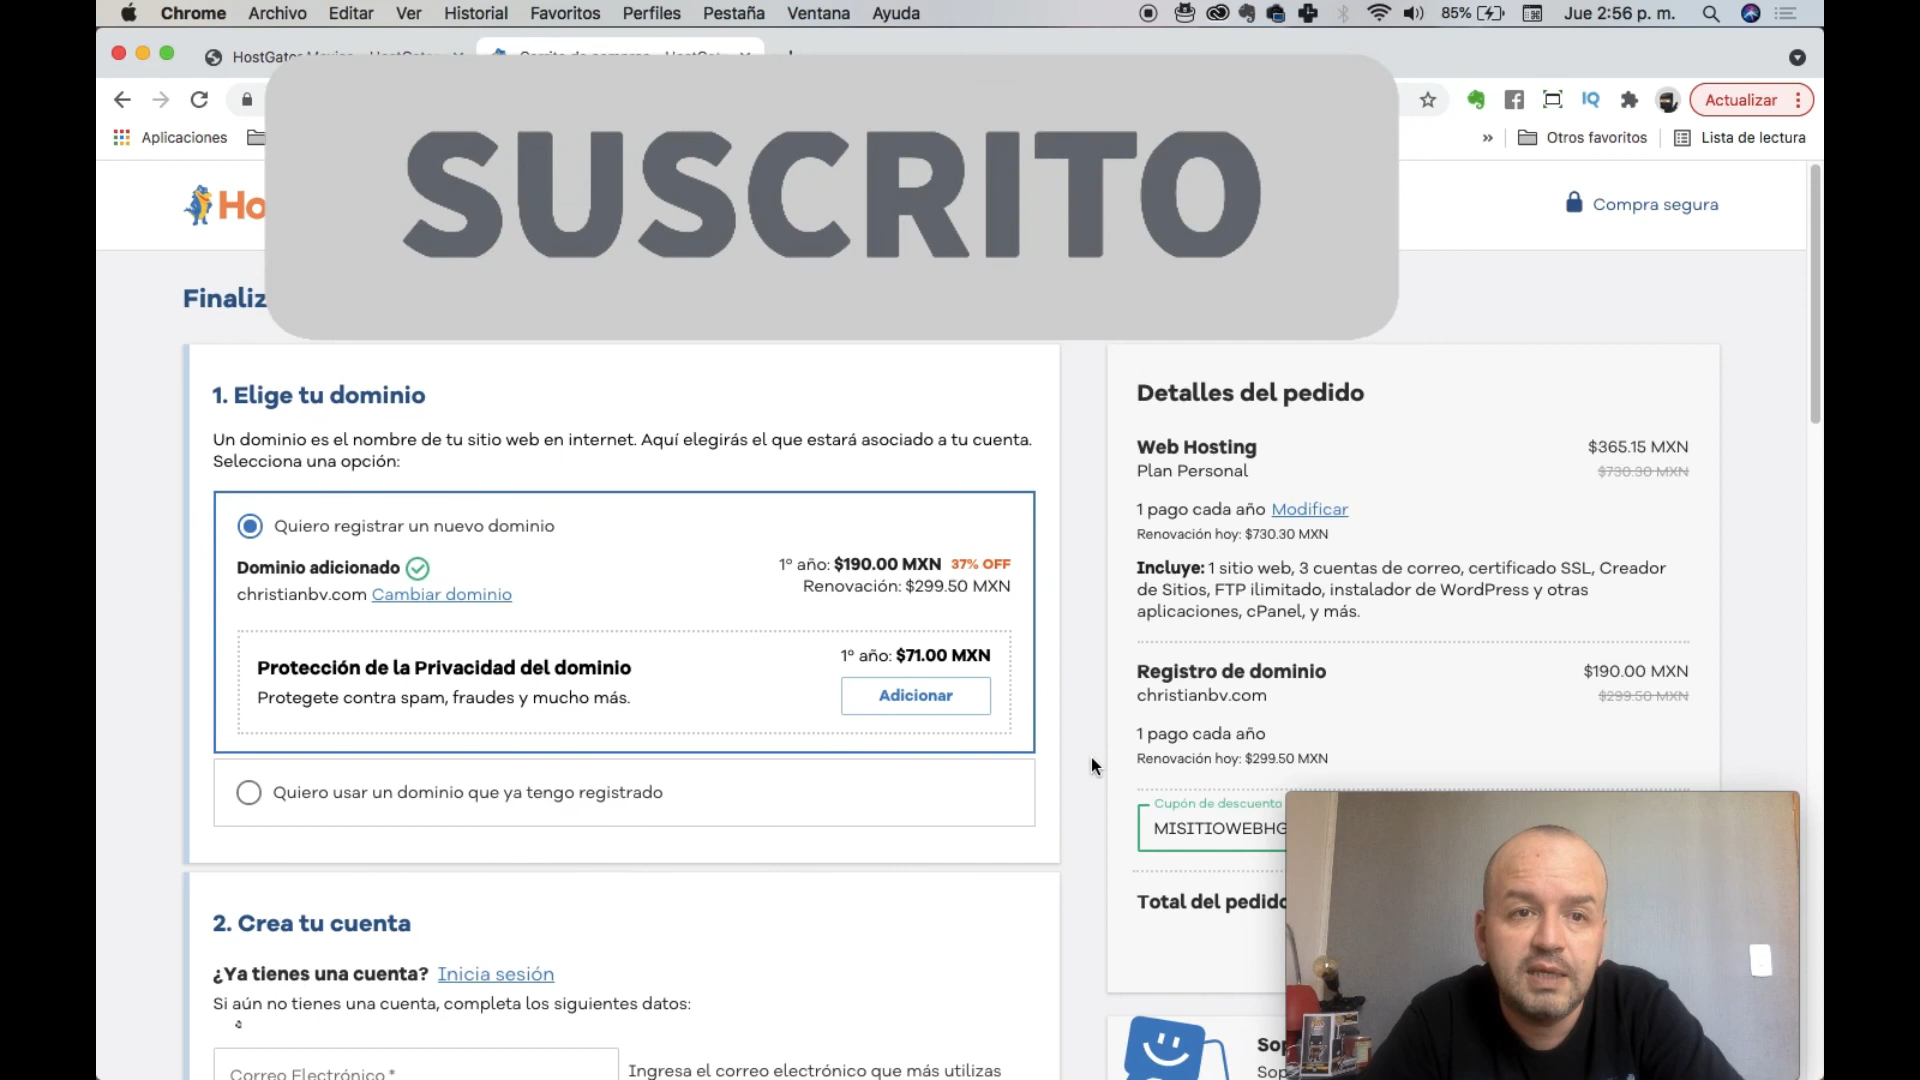 Chrome Archivo Editar Ver Historial Favoritos Perfiles Pestaña Ventana Ayuda
85% Jue 2:56 p. m.
SUSCRITO
IQ Actualizar
Aplicaciones » Otros favoritos Lista de lectura
Ho
Compra segura
Finaliz
1. Elige tu dominio
Un dominio es el nombre de tu sitio web en internet. Aquí elegirás el que estará asociado a tu cuenta.
Selecciona una opción:
Quiero registrar un nuevo dominio
Dominio adicionado
1º año: $190.00 MXN 37% OFF
christianbv.com Cambiar dominio
Renovación: $299.50 MXN
Protección de la Privacidad del dominio
1º año: $71.00 MXN
Protegete contra spam, fraudes y mucho más.
Adicionar
Quiero usar un dominio que ya tengo registrado
2. Crea tu cuenta
¿Ya tienes una cuenta? Inicia sesión
Si aún no tienes una cuenta, completa los siguientes datos:
Correo Electrónico *
Ingresa el correo electrónico que más utilizas
Detalles del pedido
Web Hosting $365.15 MXN
Plan Personal $730.30 MXN
1 pago cada año Modificar
Renovación hoy: $730.30 MXN
Incluye: 1 sitio web, 3 cuentas de correo, certificado SSL, Creador
de Sitios, FTP ilimitado, instalador de WordPress y otras
aplicaciones, cPanel, y más.
Registro de dominio $190.00 MXN
christianbv.com $299.50 MXN
1 pago cada año
Renovación hoy: $299.50 MXN
Cupón de descuento
MISITIOWEBHG
Total del pedido
Sop
Sop